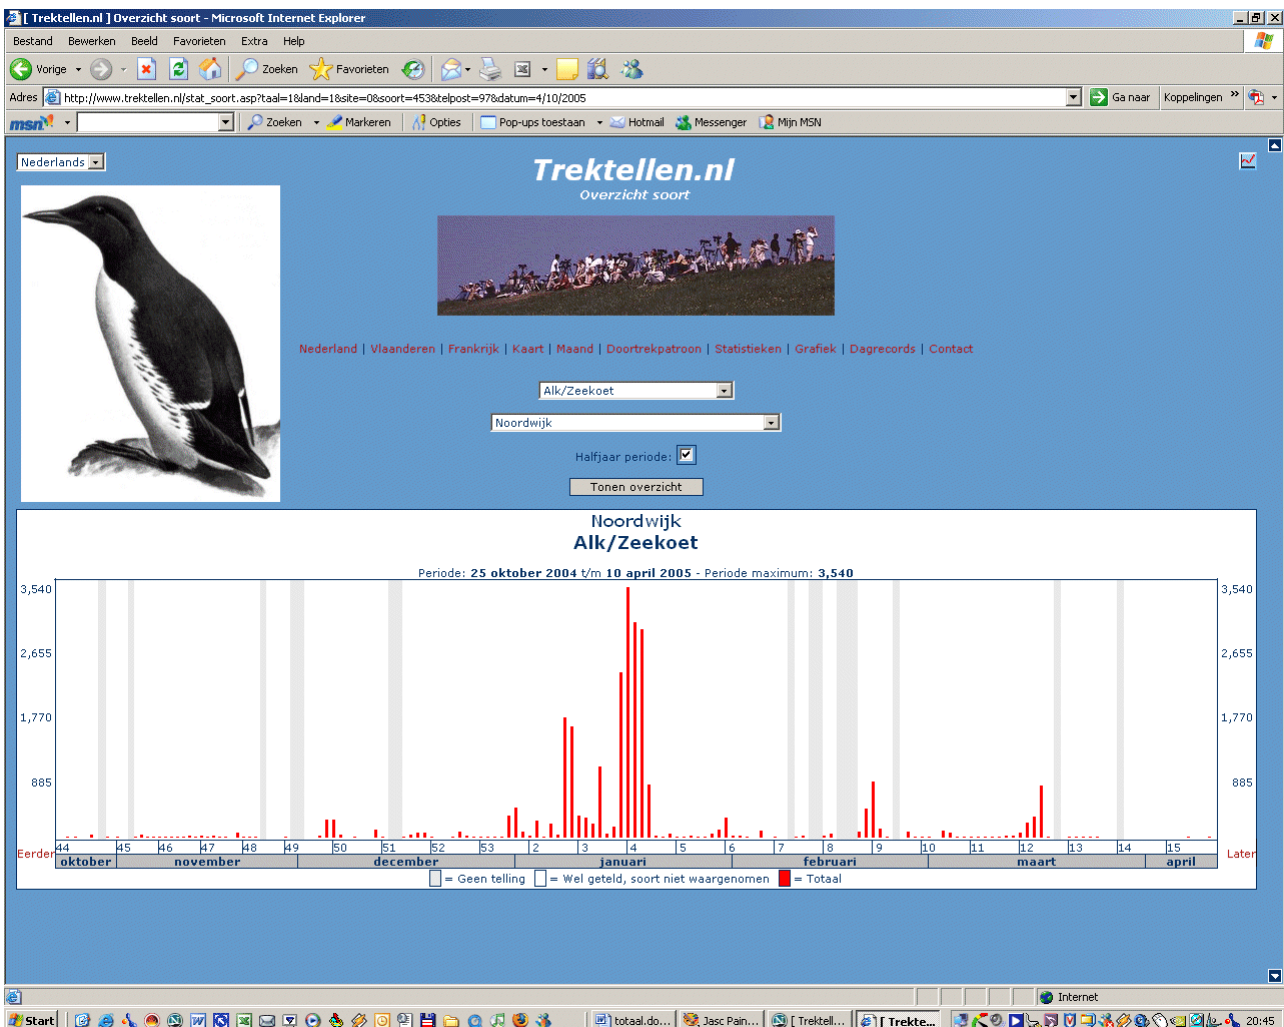 [ Trektellen.nl ] Overzicht soort - Microsoft Internet Explorer
Bestand Bewerken Beeld Favorieten Extra Help
Vorige Zoeken Favorieten
Adres http://www.trektellen.nl/stat_soort.asp?taal=1&land=1&site=0&soort=453&telpost=97&datum=4/10/2005 Ga naar Koppelingen »
msn Zoeken Markeren Opties Pop-ups toestaan Hotmail Messenger Mijn MSN
Nederlands
Trektellen.nl
Overzicht soort
Nederland | Vlaanderen | Frankrijk | Kaart | Maand | Doortrekpatroon | Statistieken | Grafiek | Dagrecords | Contact
Alk/Zeekoet
Noordwijk
Halfjaar periode:
Tonen overzicht
Noordwijk
Alk/Zeekoet
Periode: 25 oktober 2004 t/m 10 april 2005 - Periode maximum: 3,540
3,540 3,540
2,655 2,655
1,770 1,770
885 885
44 45 46 47 48 49 50 51 52 53 2 3 4 5 6 7 8 9 10 11 12 13 14 15
Eerder Later
oktober november december januari februari maart april
= Geen telling = Wel geteld, soort niet waargenomen = Totaal
Internet
Start totaal.do... Jasc Pain... [ Trektell... [ Trekte... 20:45